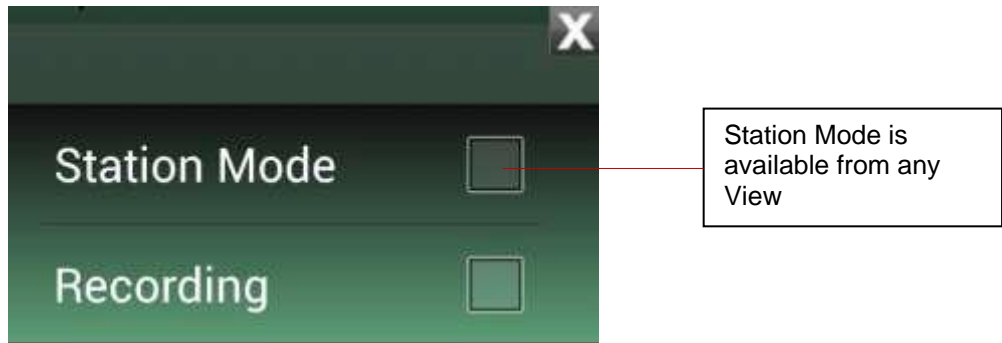 X
Station Mode
Recording
Station Mode is
available from any
View